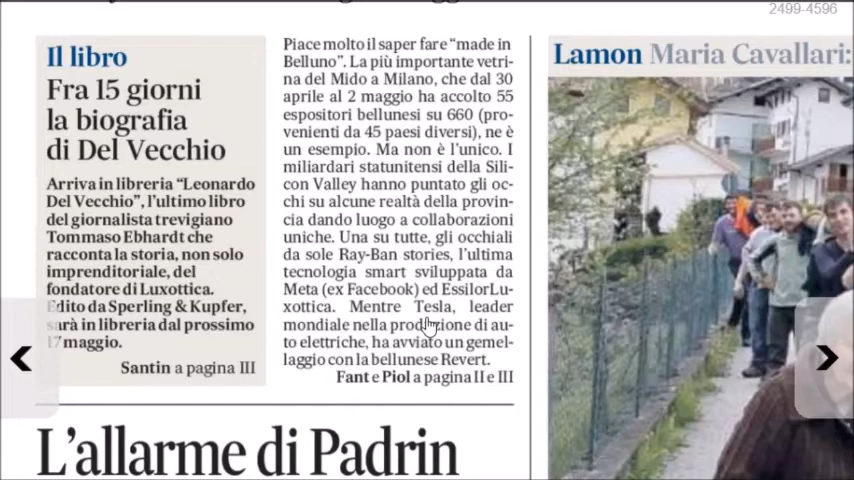 2499-4596
Il libro
Fra 15 giorni
la biografia
di Del Vecchio
Arriva in libreria “Leonardo
Del Vecchio”, l’ultimo libro
del giornalista trevigiano
Tommaso Ebhardt che
racconta la storia, non solo
imprenditoriale, del
fondatore di Luxottica.
Edito da Sperling & Kupfer,
sarà in libreria dal prossimo
17 maggio.
Santin a pagina III
Piace molto il saper fare “made in
Belluno”. La più importante vetri-
na del Mido a Milano, che dal 30
aprile al 2 maggio ha accolto 55
espositori bellunesi su 660 (pro-
venienti da 45 paesi diversi), ne è
un esempio. Ma non è l’unico. I
miliardari statunitensi della Sili-
con Valley hanno puntato gli oc-
chi su alcune realtà della provin-
cia dando luogo a collaborazioni
uniche. Una su tutte, gli occhiali
da sole Ray-Ban stories, l’ultima
tecnologia smart sviluppata da
Meta (ex Facebook) ed EssilorLu-
xottica. Mentre Tesla, leader
mondiale nella produzione di au-
to elettriche, ha avviato un gemel-
laggio con la bellunese Revert.
Fant e Piol a pagina II e III
L’allarme di Padrin
Lamon Maria Cavallari: